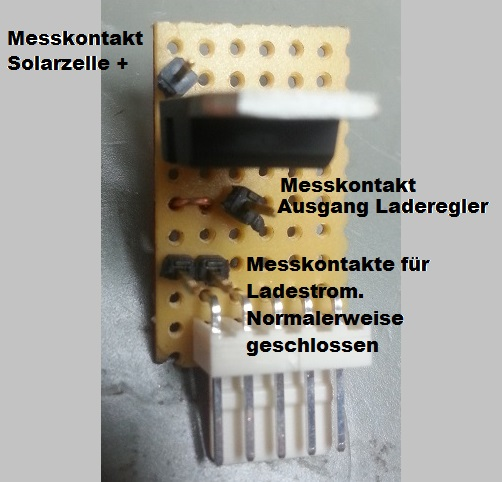 Messkontakt
Solarzelle +
Messkontakt
Ausgang Laderegler
Messkontakte für
Ladestrom.
Normalerweise
geschlossen